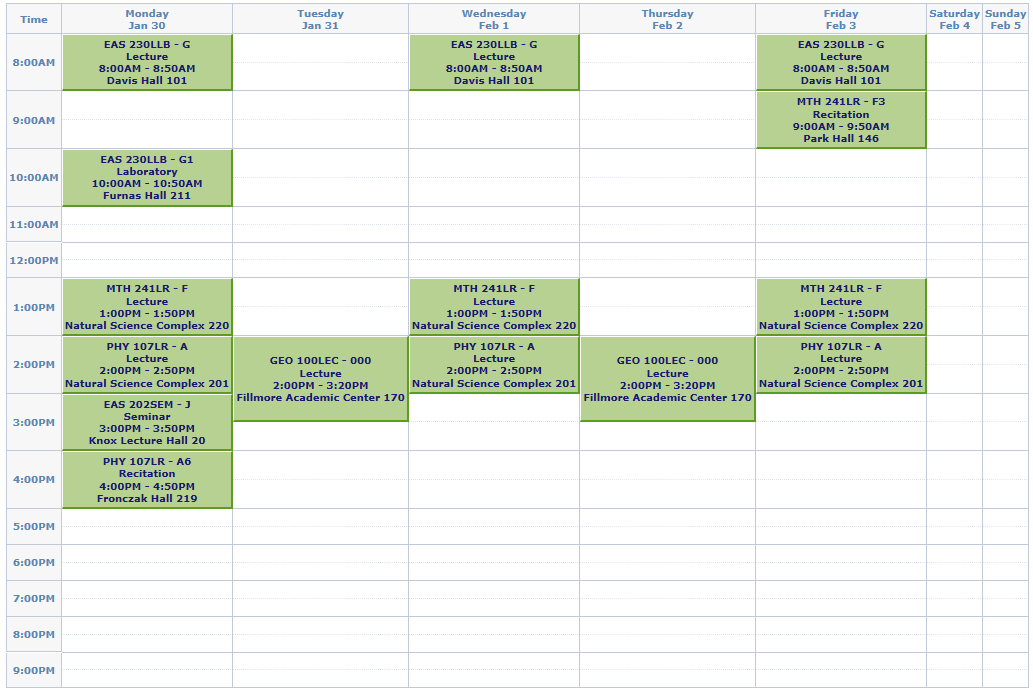 Time
Monday
Jan 30
Tuesday
Jan 31
Wednesday
Feb 1
Thursday
Feb 2
Friday
Feb 3
Saturday
Feb 4
Sunday
Feb 5
8:00AM
EAS 230LLB - G
Lecture
8:00AM - 8:50AM
Davis Hall 101
EAS 230LLB - G
Lecture
8:00AM - 8:50AM
Davis Hall 101
EAS 230LLB - G
Lecture
8:00AM - 8:50AM
Davis Hall 101
9:00AM
MTH 241LR - F3
Recitation
9:00AM - 9:50AM
Park Hall 146
10:00AM
EAS 230LLB - G1
Laboratory
10:00AM - 10:50AM
Furnas Hall 211
11:00AM
12:00PM
1:00PM
MTH 241LR - F
Lecture
1:00PM - 1:50PM
Natural Science Complex 220
MTH 241LR - F
Lecture
1:00PM - 1:50PM
Natural Science Complex 220
MTH 241LR - F
Lecture
1:00PM - 1:50PM
Natural Science Complex 220
2:00PM
PHY 107LR - A
Lecture
2:00PM - 2:50PM
Natural Science Complex 201
GEO 100LEC - 000
Lecture
2:00PM - 3:20PM
Fillmore Academic Center 170
PHY 107LR - A
Lecture
2:00PM - 2:50PM
Natural Science Complex 201
GEO 100LEC - 000
Lecture
2:00PM - 3:20PM
Fillmore Academic Center 170
PHY 107LR - A
Lecture
2:00PM - 2:50PM
Natural Science Complex 201
3:00PM
EAS 202SEM - J
Seminar
3:00PM - 3:50PM
Knox Lecture Hall 20
4:00PM
PHY 107LR - A6
Recitation
4:00PM - 4:50PM
Fronczak Hall 219
5:00PM
6:00PM
7:00PM
8:00PM
9:00PM